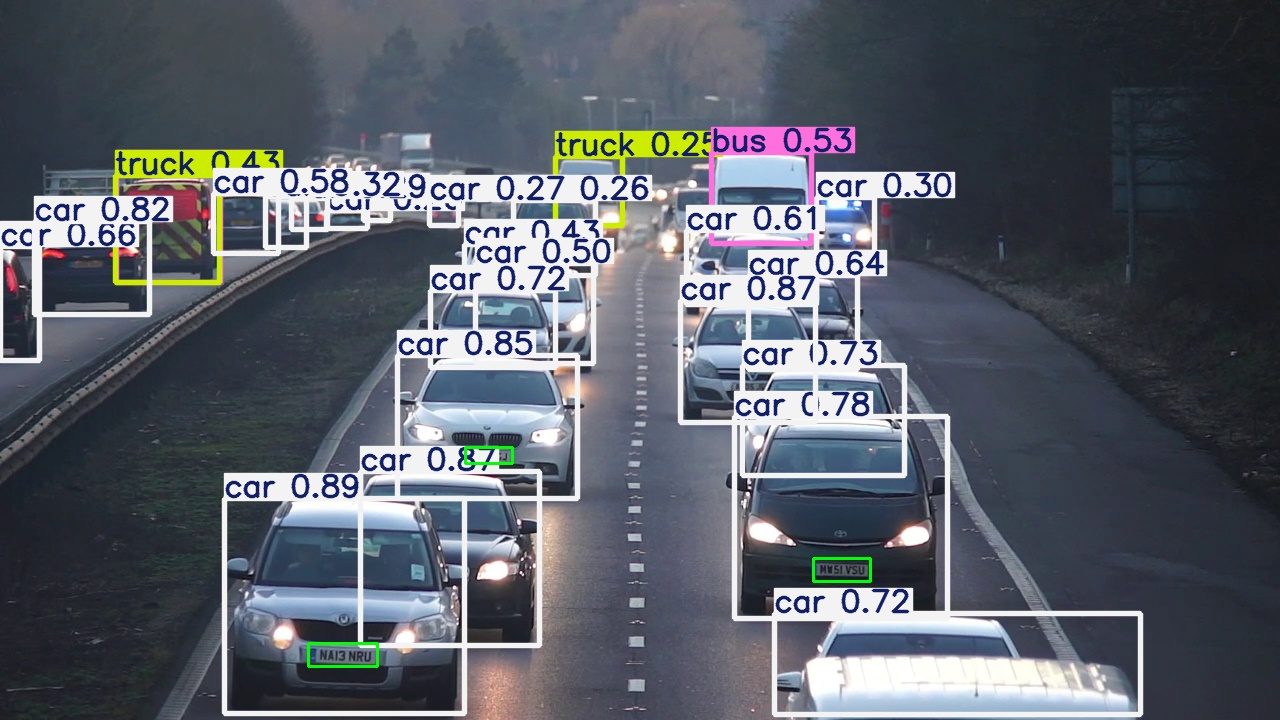 bus 0.53
truck 0.25
truck 0.43
car 0.58
car 0.27
0.26
car 0.30
car 0.82
car 0.61
car 0.66
car 0.43
car 0.50
car 0.64
car 0.72
car 0.87
car 0.85
car 0.73
car 0.78
car 0.87
car 0.89
MW51 VSU
car 0.72
NA13 NRU